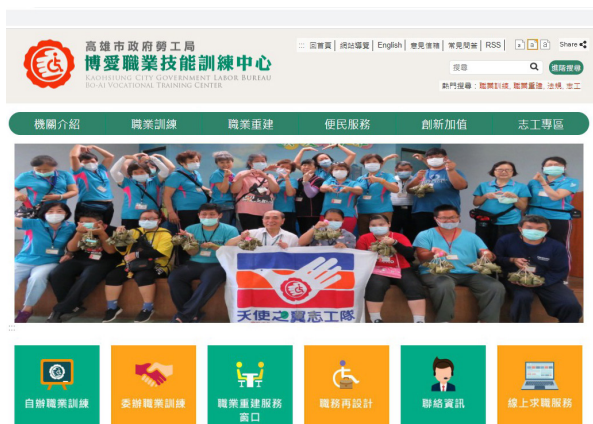 ::: 回首頁 | 網站導覽 | English | 意見信箱 | 常見問答 | RSS | a a a Share
高雄市政府勞工局
博愛職業技能訓練中心
KAOHSIUNG CITY GOVERNMENT LABOR BUREAU
BO-AI VOCATIONAL TRAINING CENTER
搜尋 進階搜尋
熱門搜尋：職業訓練, 職業重建, 法規, 志工
機關介紹 職業訓練 職業重建 便民服務 創新加值 志工專區
天使之翼志工隊
:::
自辦職業訓練 委辦職業訓練 職業重建服務窗口 職務再設計 聯絡資訊 線上求職服務